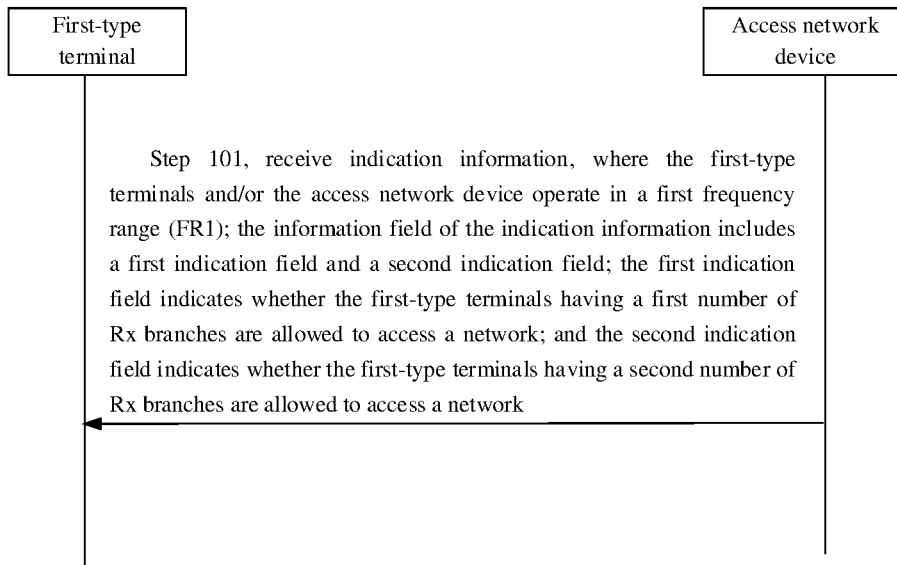 First-type
terminal
Access network
device
Step 101, receive indication information, where the first-type
terminals and/or the access network device operate in a first frequency
range (FR1); the information field of the indication information includes
a first indication field and a second indication field; the first indication
field indicates whether the first-type terminals having a first number of
Rx branches are allowed to access a network; and the second indication
field indicates whether the first-type terminals having a second number of
Rx branches are allowed to access a network